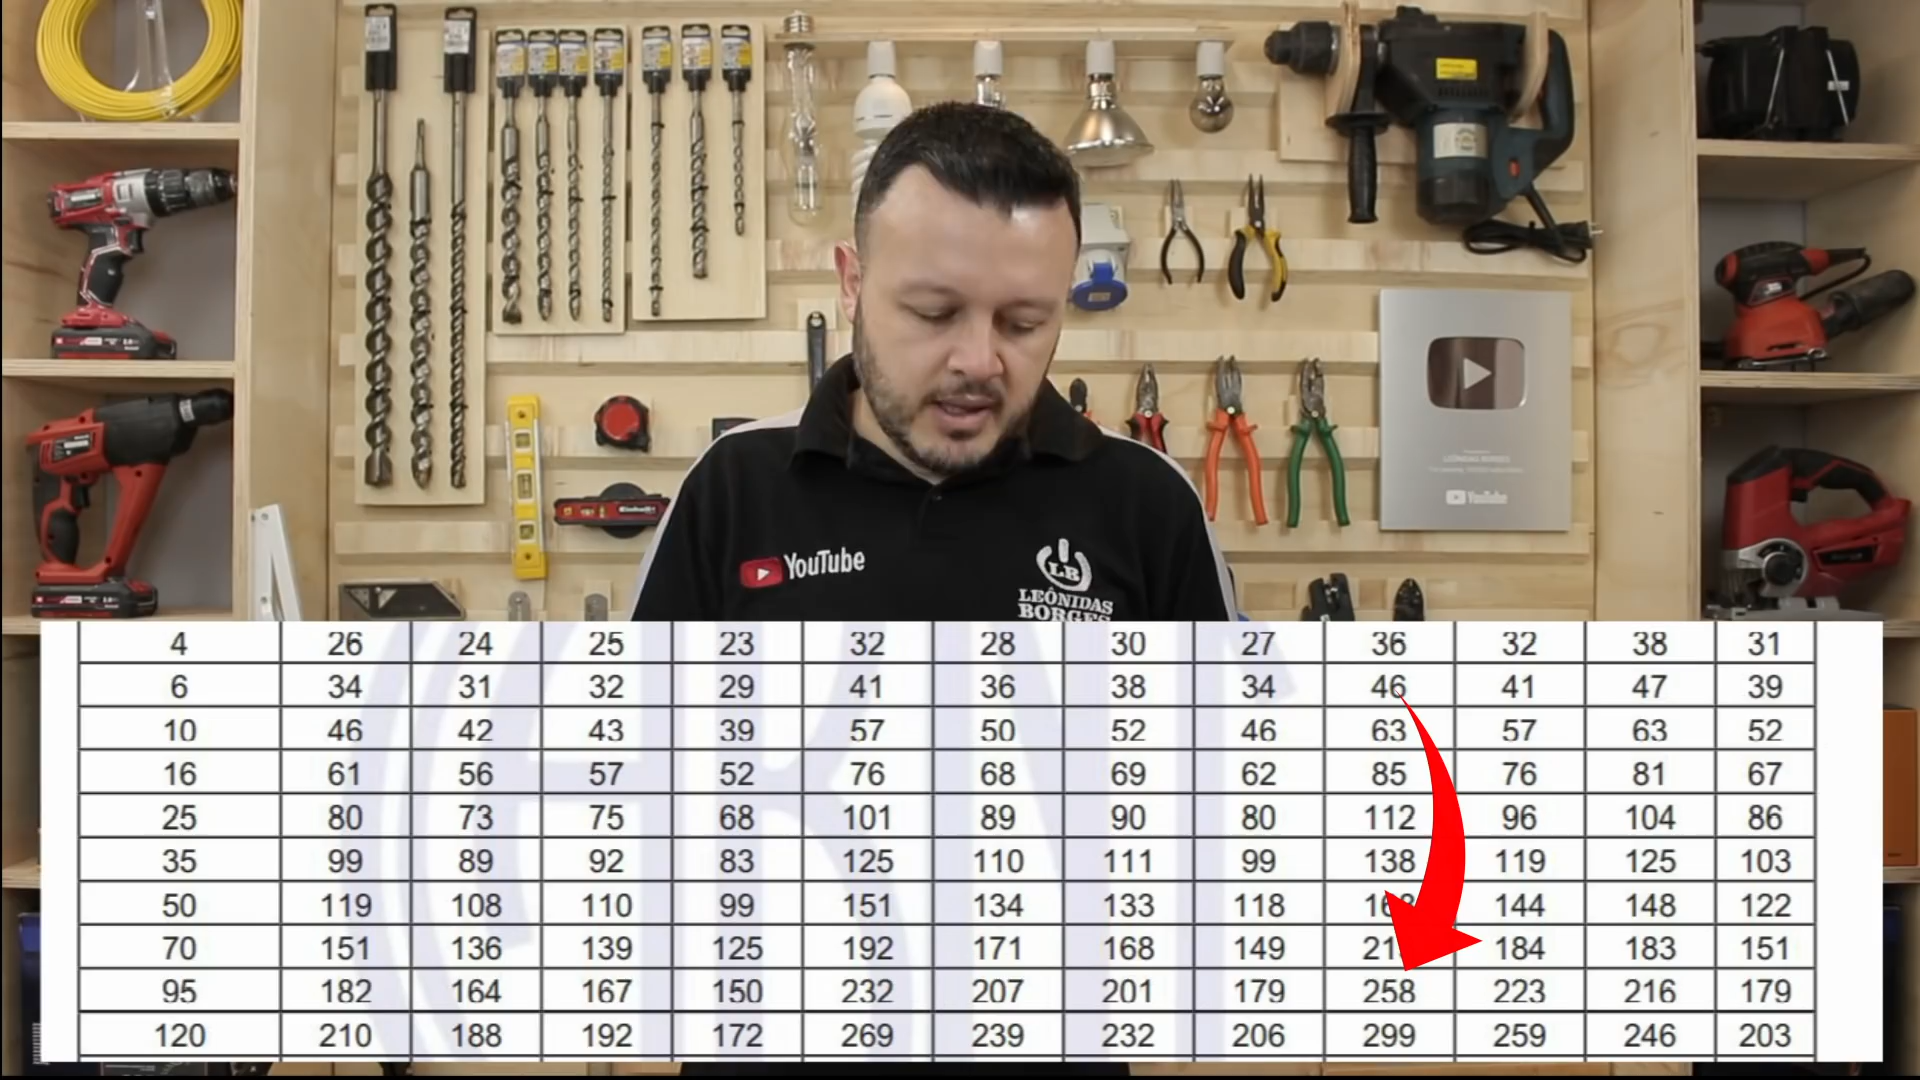 YouTube
LEÔNIDAS
BORGES
LEÔNIDAS BORGES
YouTube
Einhell
4 26 24 25 23 32 28 30 27 36 32 38 31
6 34 31 32 29 41 36 38 34 46 41 47 39
10 46 42 43 39 57 50 52 46 63 57 63 52
16 61 56 57 52 76 68 69 62 85 76 81 67
25 80 73 75 68 101 89 90 80 112 96 104 86
35 99 89 92 83 125 110 111 99 138 119 125 103
50 119 108 110 99 151 134 133 118 144 148 122
70 151 136 139 125 192 171 168 149 184 183 151
95 182 164 167 150 232 207 201 179 258 223 216 179
120 210 188 192 172 269 239 232 206 299 259 246 203